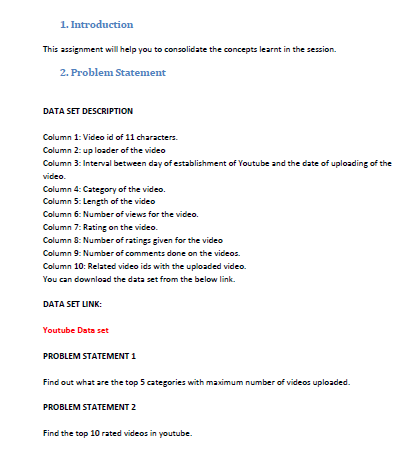 1. Introduction
This assignment will help you to consolidate the concepts learnt in the session.
2. Problem Statement
DATA SET DESCRIPTION
Column 1: Video id of 11 characters.
Column 2: up loader of the video
Column 3: Interval between day of establishment of Youtube and the date of uploading of the
video.
Column 4: Category of the video.
Column 5: Length of the video
Column 6: Number of views for the video.
Column 7: Rating on the video.
Column 8: Number of ratings given for the video
Column 9: Number of comments done on the videos.
Column 10: Related video ids with the uploaded video.
You can download the data set from the below link.
DATA SET LINK:
Youtube Data set
PROBLEM STATEMENT 1
Find out what are the top 5 categories with maximum number of videos uploaded.
PROBLEM STATEMENT 2
Find the top 10 rated videos in youtube.